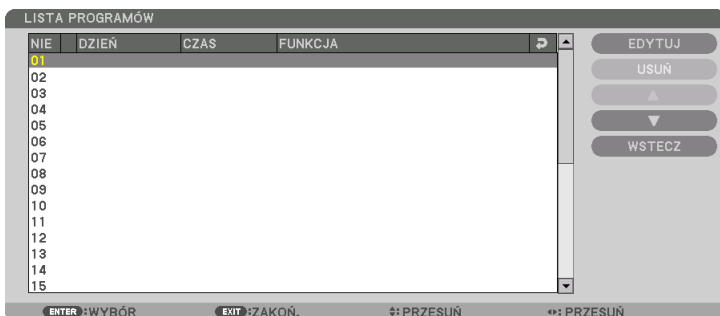 LISTA PROGRAMÓW
NIE DZIEŃ CZAS FUNKCJA
01
02
03
04
05
06
07
08
09
10
11
12
13
14
15
EDYTUJ
USUŃ
WSTECZ
ENTER :WYBÓR EXIT :ZAKOŃ. :PRZESUŃ :PRZESUŃ